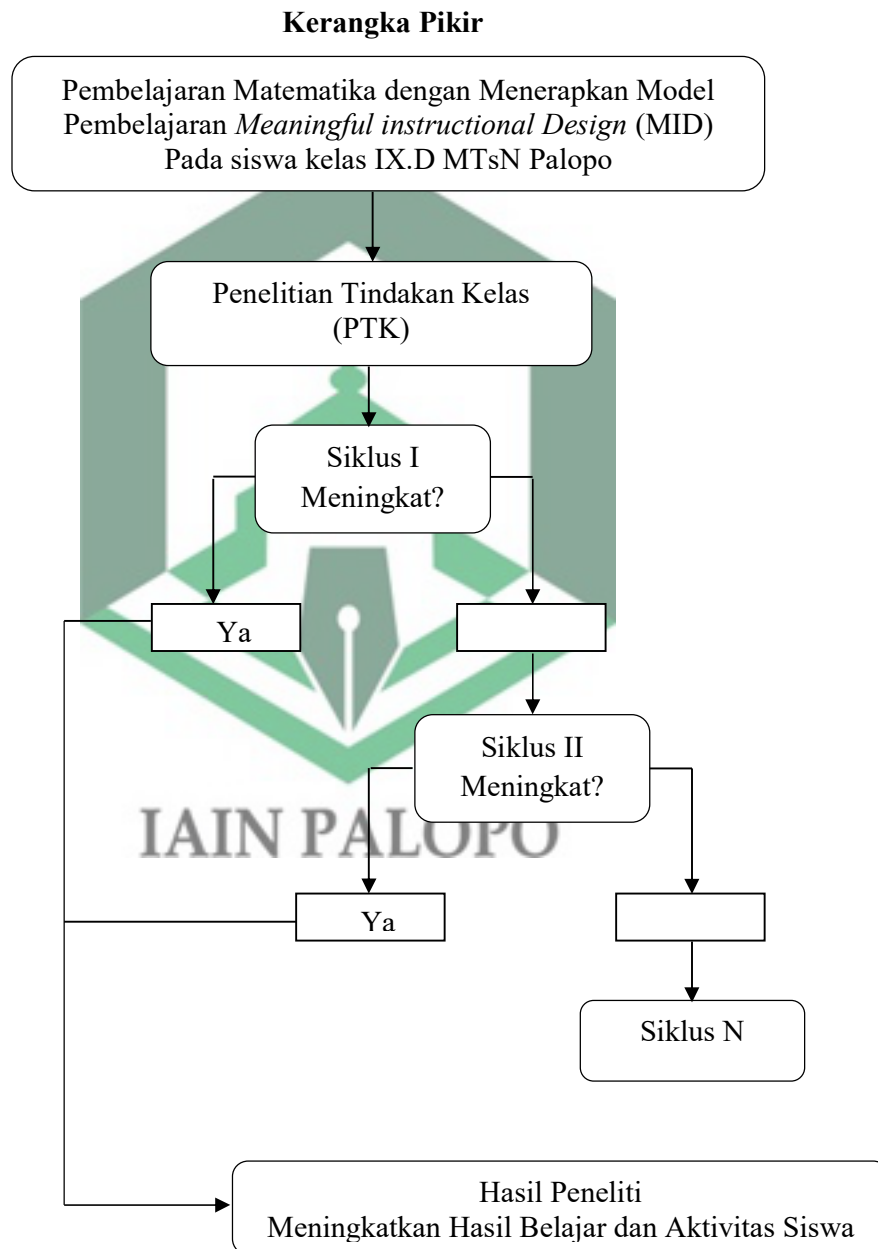 Kerangka Pikir
Pembelajaran Matematika dengan Menerapkan Model
Pembelajaran Meaningful instructional Design (MID)
Pada siswa kelas IX.D MTsN Palopo
Penelitian Tindakan Kelas
(PTK)
Siklus I
Meningkat?
Ya
Siklus II
Meningkat?
IAIN PALOPO
Ya
Siklus N
Hasil Peneliti
Meningkatkan Hasil Belajar dan Aktivitas Siswa